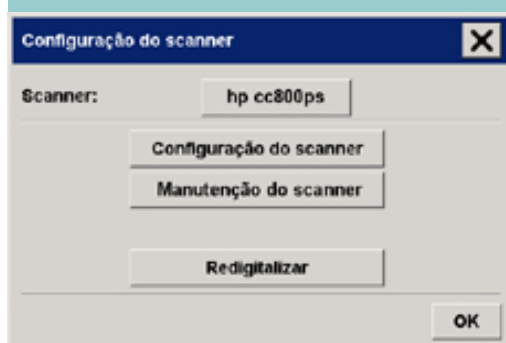 Configuração do scanner
Scanner: hp cc800ps
Configuração do scanner
Manutenção do scanner
Redigitalizar
OK